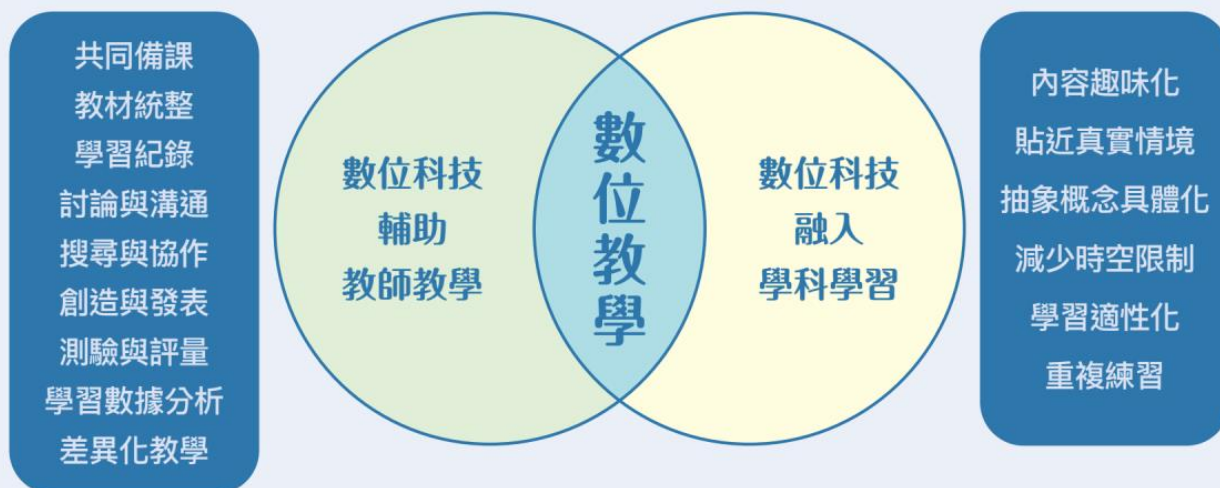 共同備課
教材統整
學習紀錄
討論與溝通
搜尋與協作
創造與發表
測驗與評量
學習數據分析
差異化教學
數位科技
輔助
教師教學
數位教學
數位科技
融入
學科學習
內容趣味化
貼近真實情境
抽象概念具體化
減少時空限制
學習適性化
重複練習